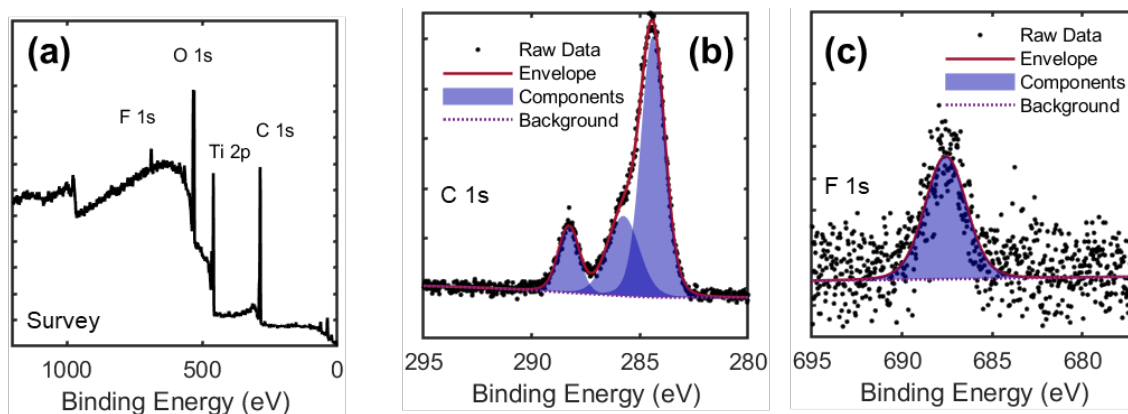 (a)
O 1s
F 1s
Ti 2p
C 1s
Survey
1000
500
0
Binding Energy (eV)
(b)
Raw Data
Envelope
Components
Background
C 1s
295
290
285
280
Binding Energy (eV)
(c)
Raw Data
Envelope
Components
Background
F 1s
695
690
685
680
Binding Energy (eV)